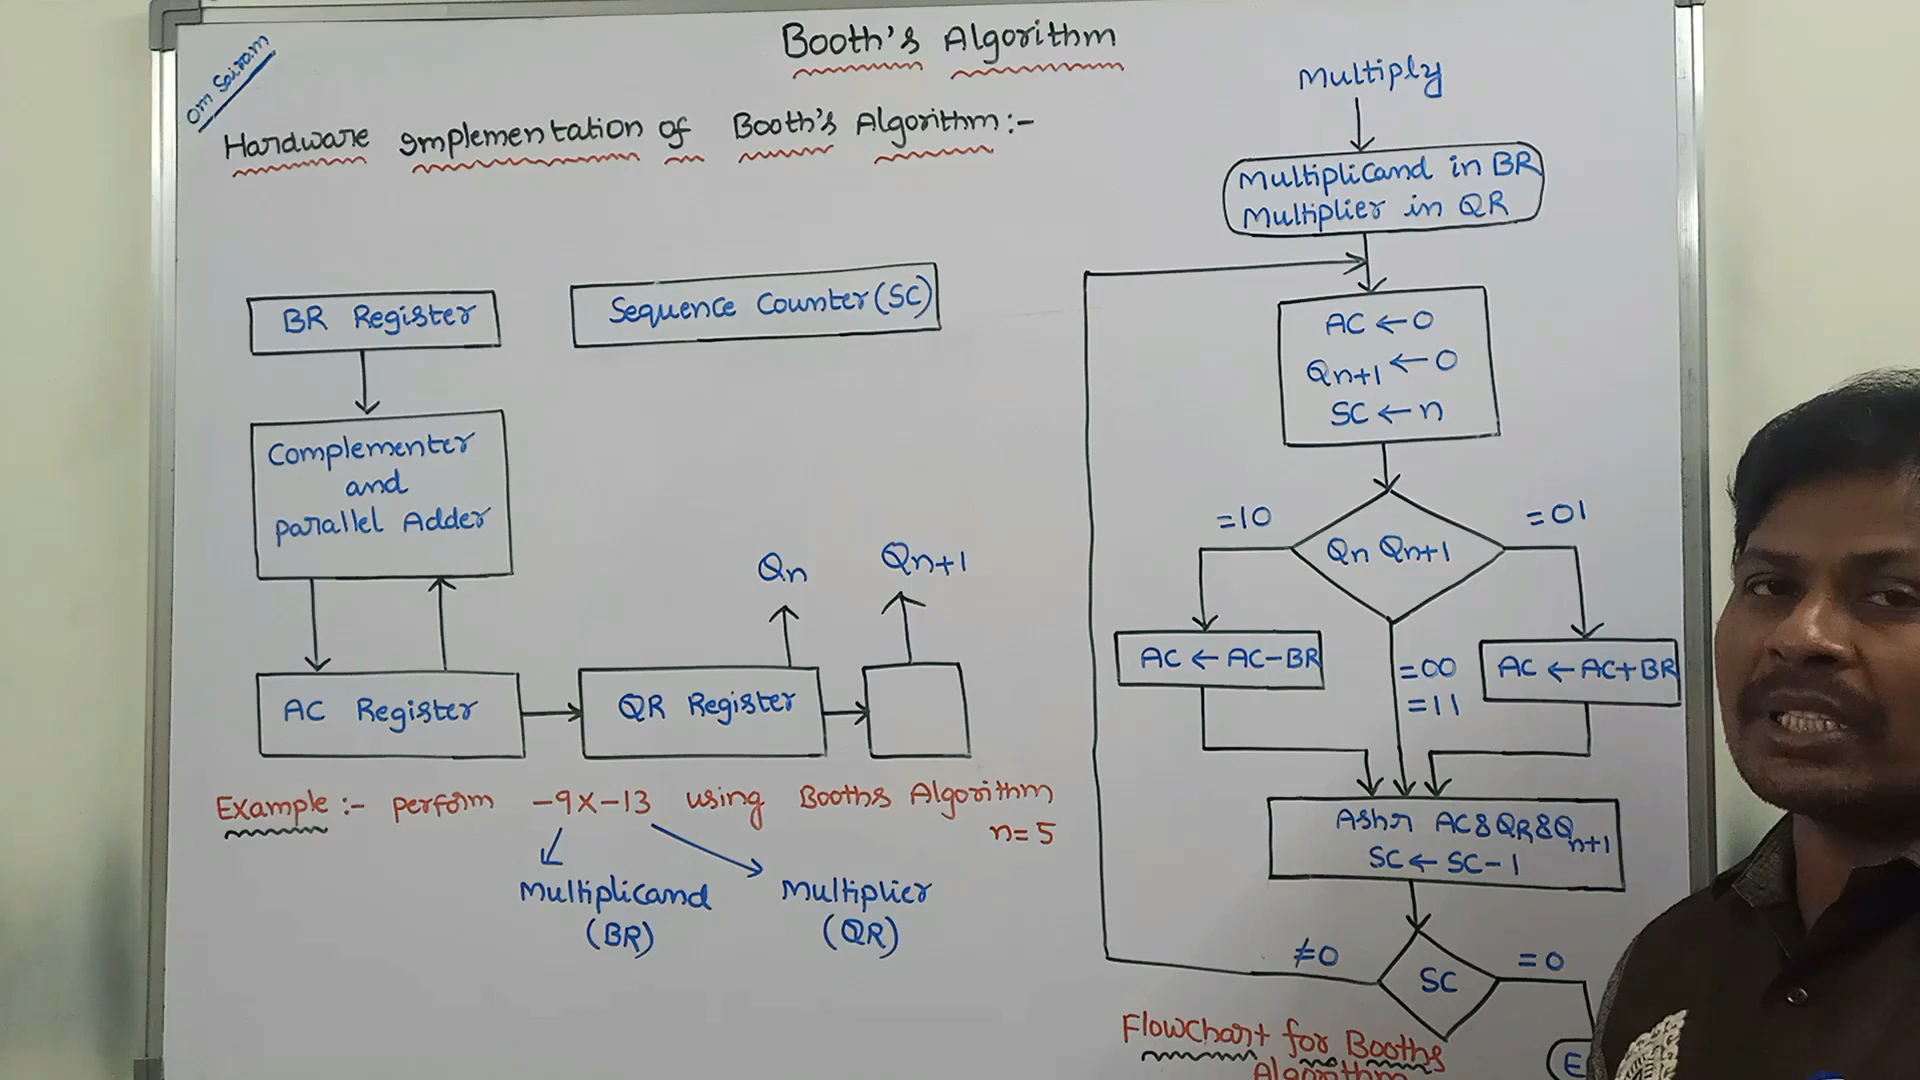 Om Sairam
Booth's Algorithm
Hardware Implementation of Booth's Algorithm:-
BR Register
Sequence Counter(SC)
Complementer
and
parallel Adder
Qn
Qn+1
AC Register
QR Register
Example:- perform -9x-13 using Booths Algorithm
n=5
Multiplicand
(BR)
Multiplier
(QR)
Multiply
Multiplicand in BR
Multiplier in QR
AC ← 0
Qn+1 ← 0
SC ← n
=10
Qn Qn+1
=01
AC ← AC-BR
=00
=11
AC ← AC+BR
Ashr AC&QR&Qn+1
SC ← SC-1
≠0
SC
=0
Flowchart for Booths
Algorithm
E